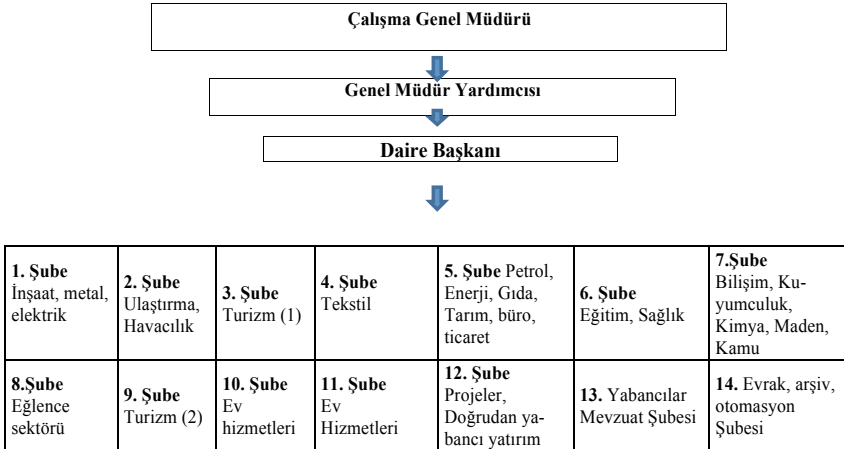 Çalışma Genel Müdürü
Genel Müdür Yardımcısı
Daire Başkanı
1. Şube
İnşaat, metal,
elektrik
2. Şube
Ulaştırma,
Havacılık
3. Şube
Turizm (1)
4. Şube
Tekstil
5. Şube Petrol,
Enerji, Gıda,
Tarım, büro,
ticaret
6. Şube
Eğitim, Sağlık
7.Şube
Bilişim, Ku-
yumculuk,
Kimya, Maden,
Kamu
8.Şube
Eğlence
sektörü
9. Şube
Turizm (2)
10. Şube
Ev
hizmetleri
11. Şube
Ev
Hizmetleri
12. Şube
Projeler,
Doğrudan ya-
bancı yatırım
13. Yabancılar
Mevzuat Şubesi
14. Evrak, arşiv,
otomasyon
Şubesi